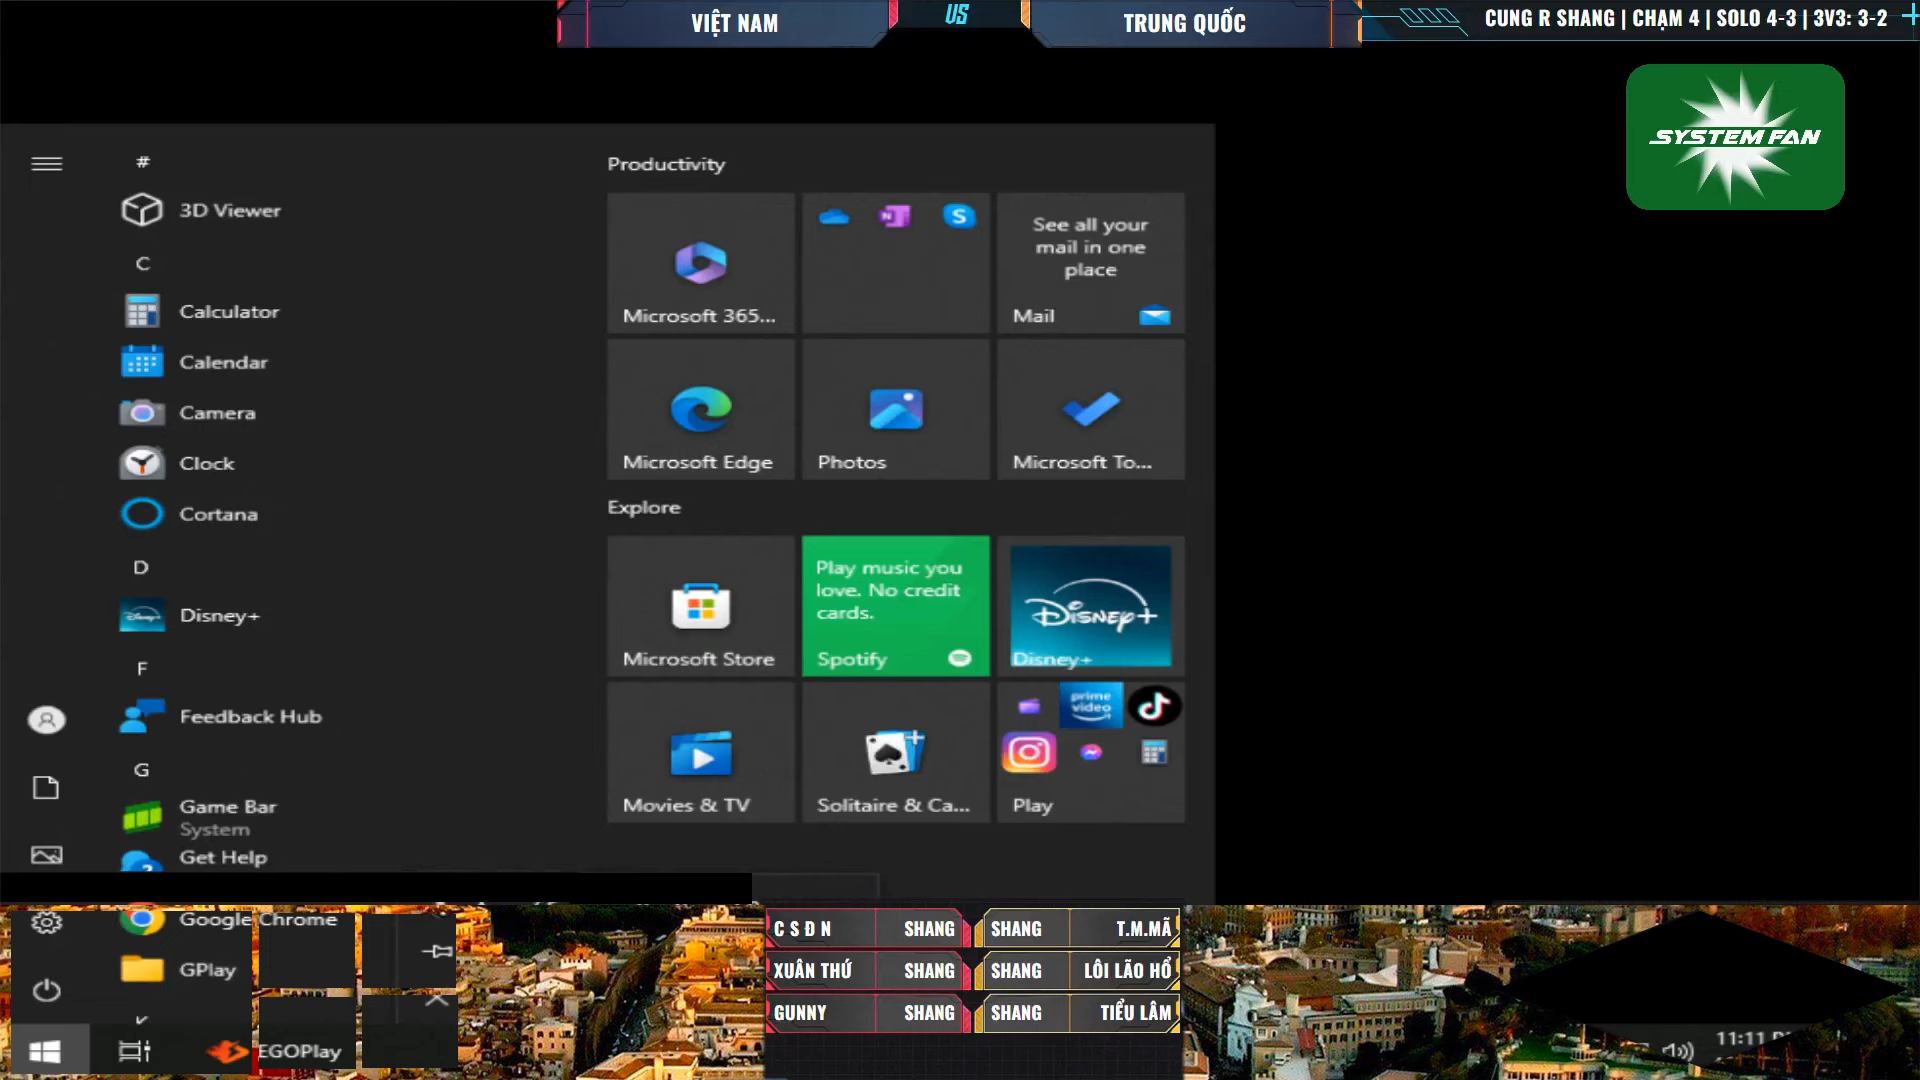 VIỆT NAM
US
TRUNG QUỐC
CUNG R SHANG | CHẠM 4 | SOLO 4-3 | 3V3: 3-2
SYSTEM FAN
#
3D Viewer
C
Calculator
Calendar
Camera
Clock
Cortana
D
Disney+
F
Feedback Hub
G
Game Bar
System
Get Help
Google Chrome
GPlay
EGOPlay
Productivity
Microsoft 365...
See all your
mail in one
place
Mail
Microsoft Edge
Photos
Microsoft To...
Explore
Microsoft Store
Play music you
love. No credit
cards.
Spotify
Disney+
Disney+
Movies & TV
Solitaire & Ca...
prime
video
Play
C S Đ N SHANG SHANG T.M.MÃ
XUÂN THỨ SHANG SHANG LÔI LÃO HỔ
GUNNY SHANG SHANG TIỂU LÂM
11:11